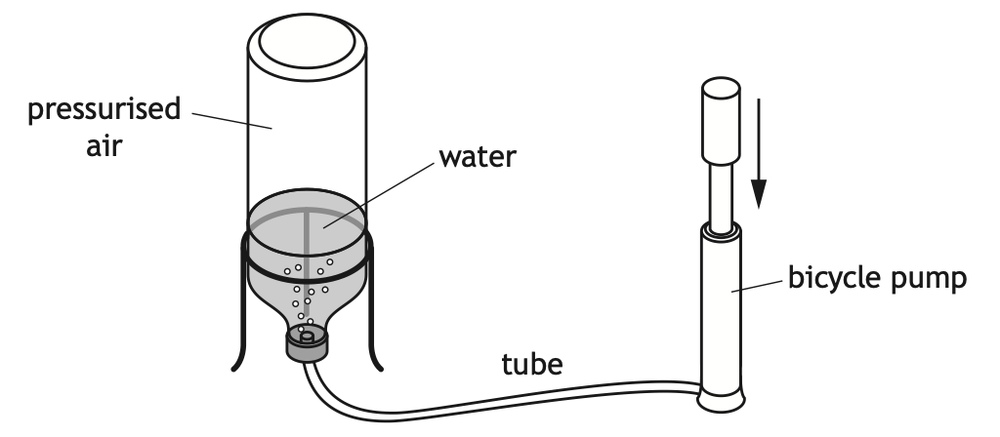 pressurised
air
water
bicycle pump
tube